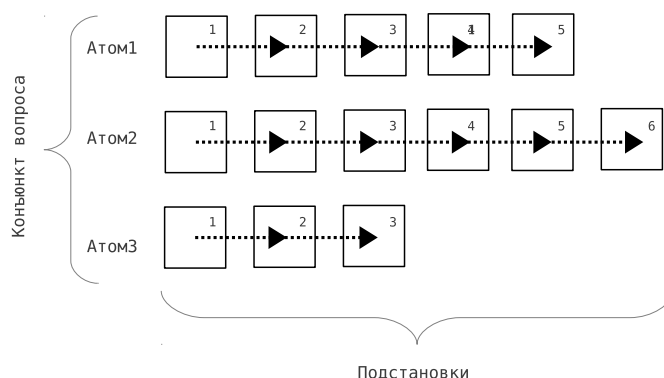 Конъюнкт вопроса
Атом1
1 2 3 4 5
Атом2
1 2 3 4 5 6
Атом3
1 2 3
Подстановки